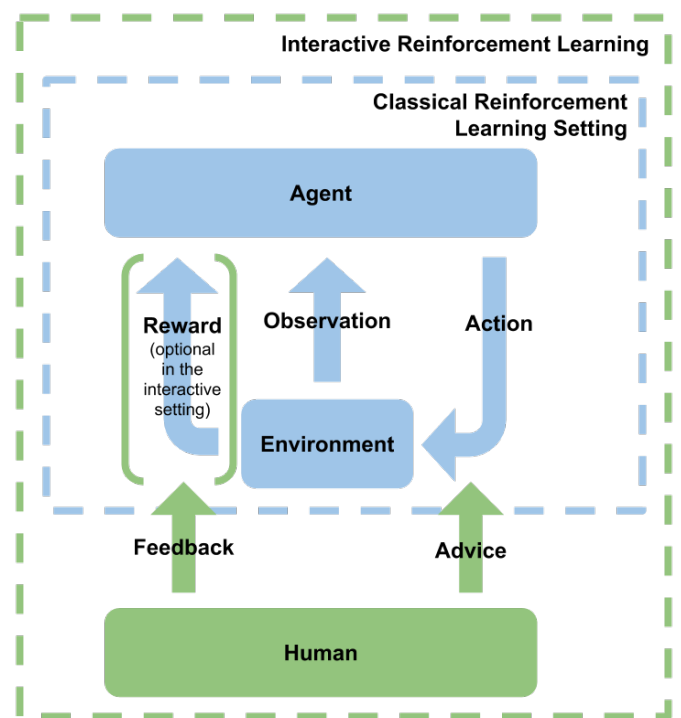 Interactive Reinforcement Learning
Classical Reinforcement
Learning Setting
Agent
Reward
(optional
in the
interactive
setting)
Observation
Action
Environment
Feedback
Advice
Human